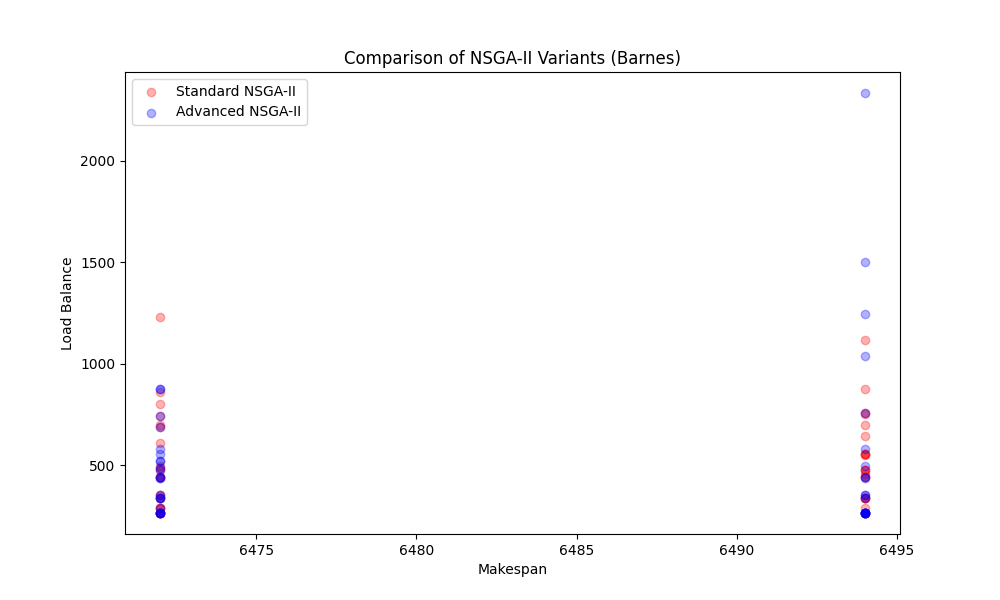 Comparison of NSGA-II Variants (Barnes)
Standard NSGA-II
Advanced NSGA-II
2000
1500
1000
500
Load Balance
6475 6480 6485 6490 6495
Makespan